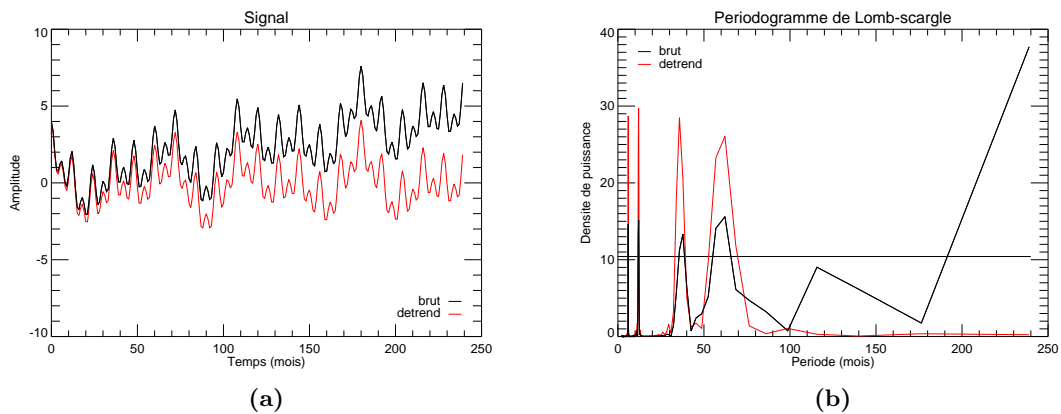 Signal
10
5
0
-5
-10
Amplitude
brut
detrend
0
50
100
150
200
250
Temps (mois)
(a)
Periodogramme de Lomb-scargle
40
30
20
10
0
Densite de puissance
brut
detrend
0
50
100
150
200
250
Periode (mois)
(b)